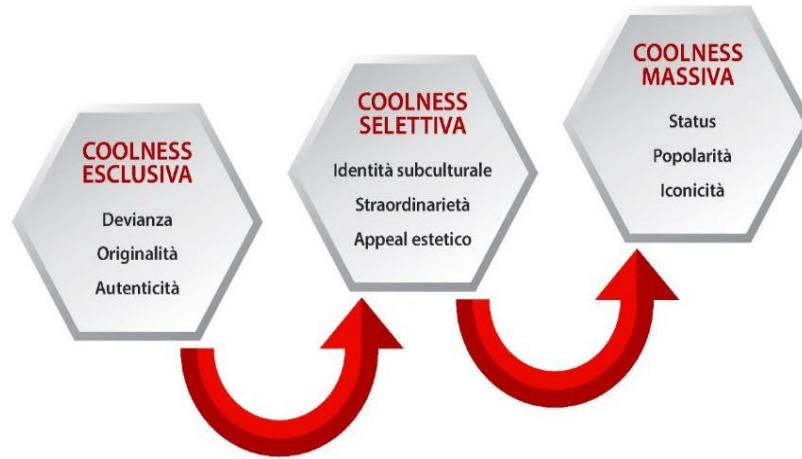 COOLNESS
ESCLUSIVA
Devianza
Originalità
Autenticità
COOLNESS
SELETTIVA
Identità subculturale
Straordinarietà
Appeal estetico
COOLNESS
MASSIVA
Status
Popolarità
Iconicità